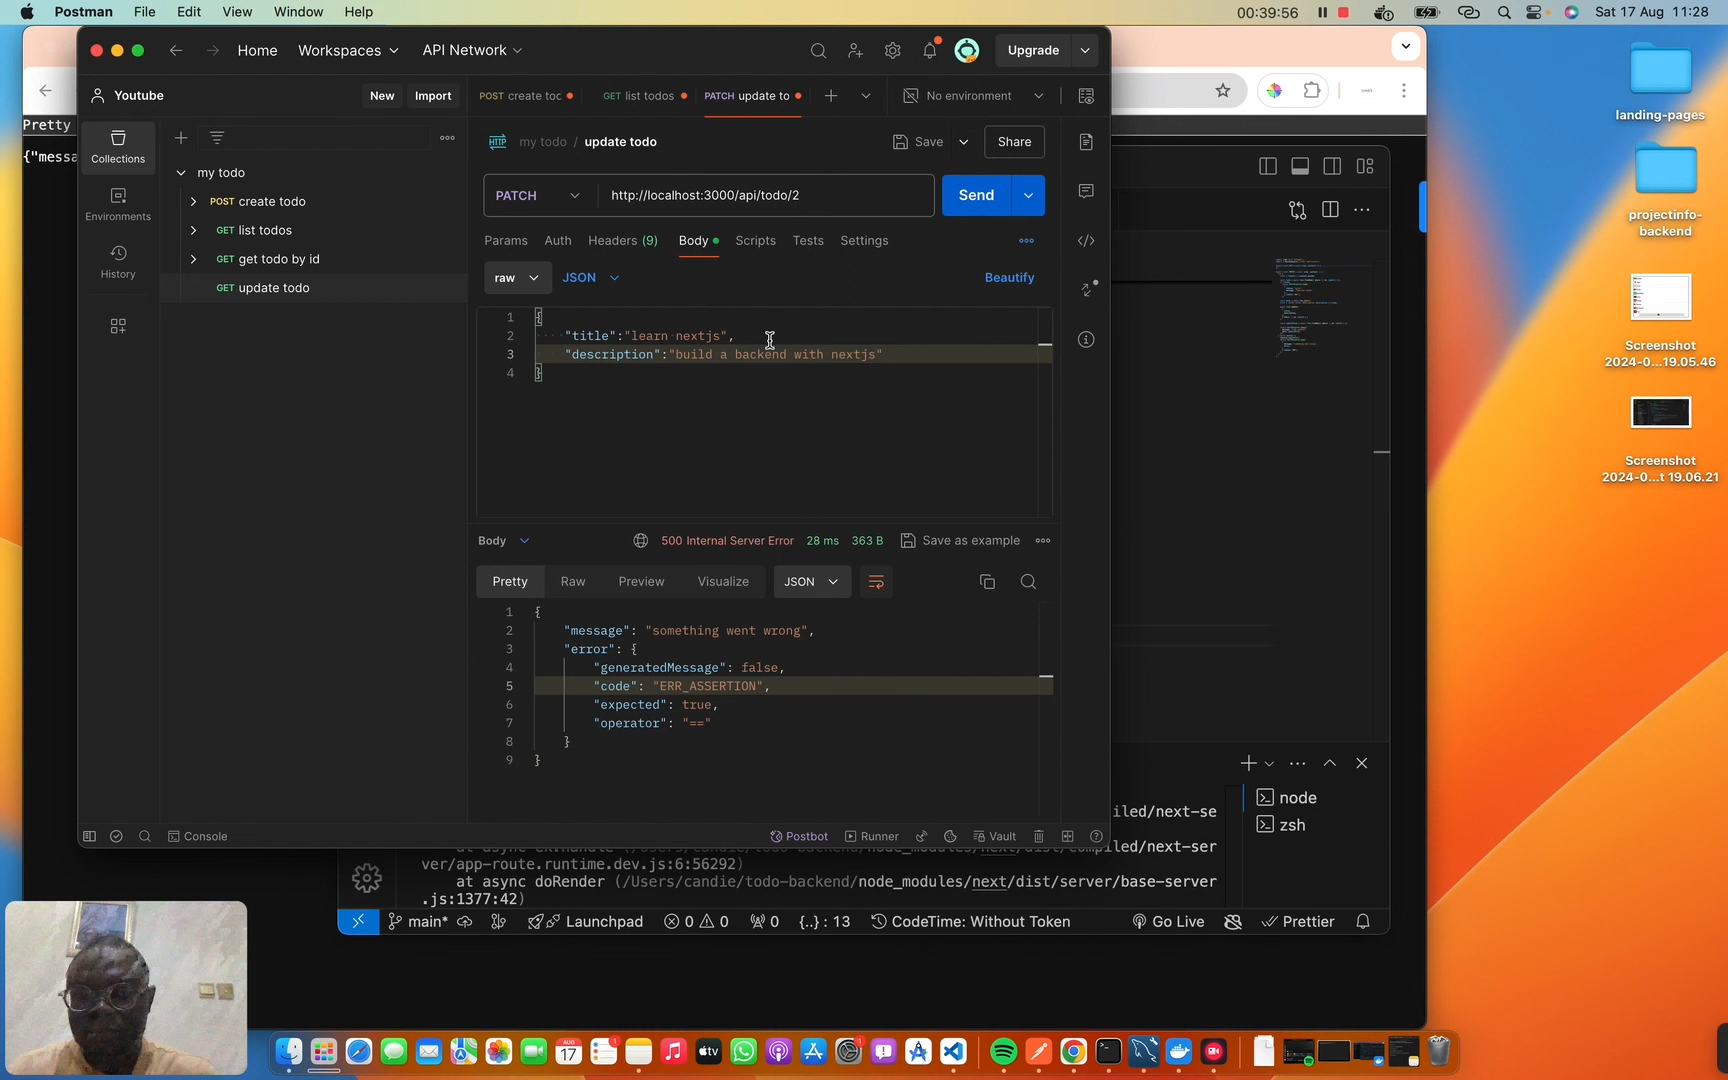 Postman File Edit View Window Help
00:39:56
Sat 17 Aug 11:28
Home Workspaces API Network
Upgrade
Youtube
New Import
POST create toc
GET list todos
PATCH update to
No environment
Pretty
{"messa
Collections
Environments
History
my todo
POST create todo
GET list todos
GET get todo by id
GET update todo
HTTP my todo / update todo
Save
Share
PATCH
http://localhost:3000/api/todo/2
Send
Params Auth Headers (9) Body Scripts Tests Settings
raw
JSON
Beautify
1 {
2 "title":"learn nextjs",
3 "description":"build a backend with nextjs"
4 }
Body
500 Internal Server Error 28 ms 363 B
Save as example
Pretty Raw Preview Visualize JSON
1 {
2 "message": "something went wrong",
3 "error": {
4 "generatedMessage": false,
5 "code": "ERR_ASSERTION",
6 "expected": true,
7 "operator": "=="
8 }
9 }
Console
Postbot Runner Vault
iled/next-se
ver/app-route.runtime.dev.js:6:56292)
at async doRender (/Users/candie/todo-backend/node_modules/next/dist/server/base-server
.js:1377:42)
node
zsh
main*
Launchpad
0 0
0
{..} : 13
CodeTime: Without Token
Go Live
Prettier
landing-pages
projectinfo-
backend
Screenshot
2024-0...19.05.46
Screenshot
2024-0...t 19.06.21
AUG
17
1
tv
1